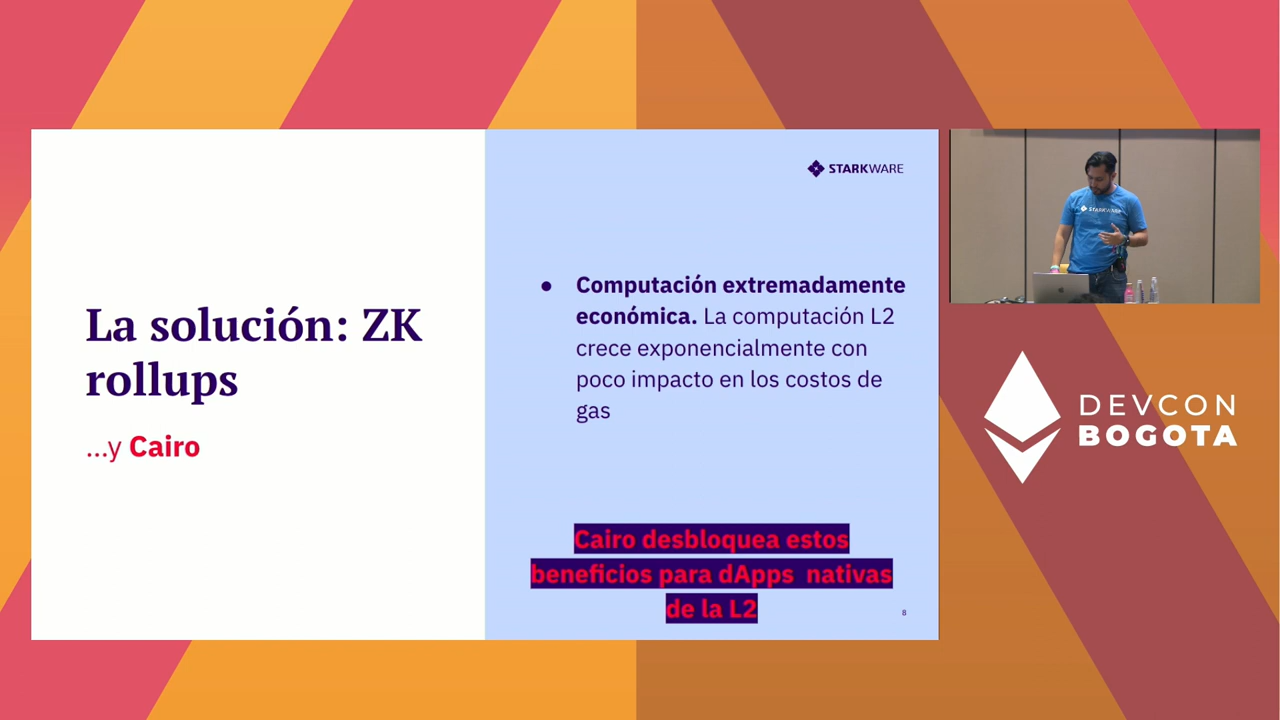 La solución: ZK
rollups
...y Cairo
STARKWARE
● Computación extremadamente
económica. La computación L2
crece exponencialmente con
poco impacto en los costos de
gas
Cairo desbloquea estos
beneficios para dApps nativas
de la L2
8
STARKWARE
DEVCON
BOGOTA